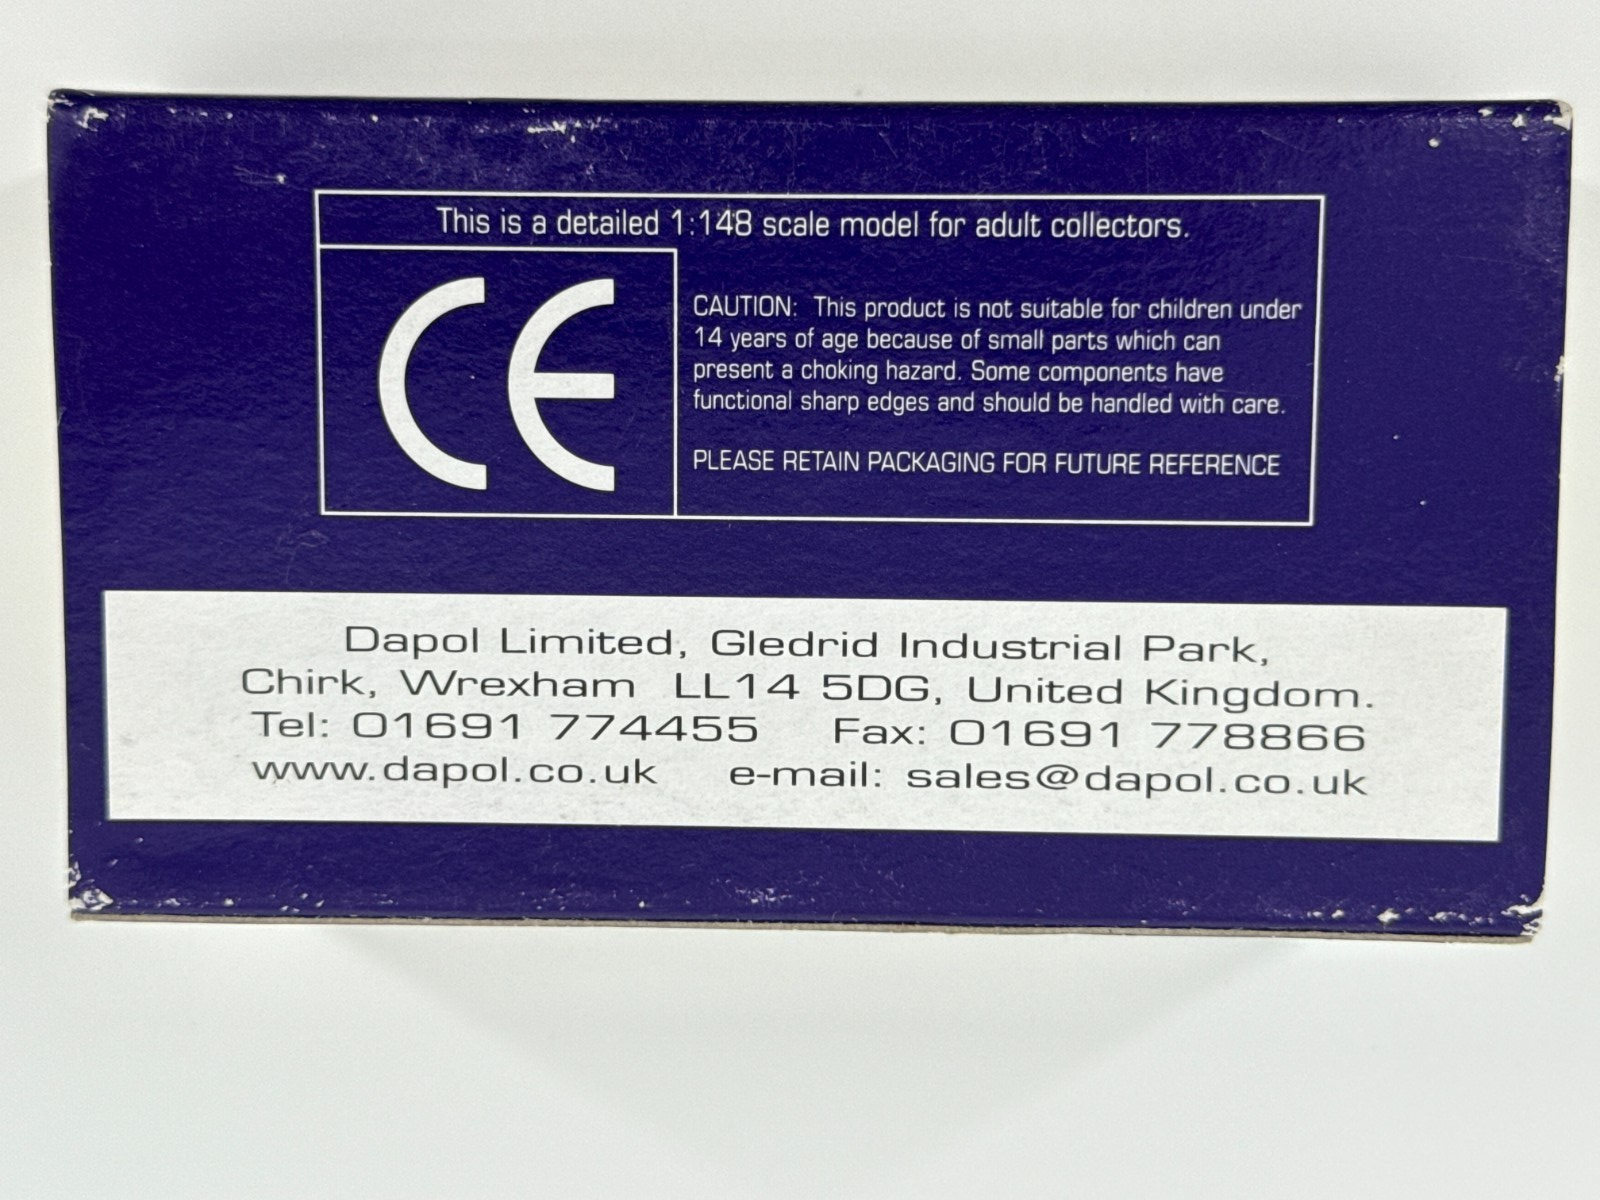 This is a detailed 1:148 scale model for adult collectors.
CE
CAUTION: This product is not suitable for children under
14 years of age because of small parts which can
present a choking hazard. Some components have
functional sharp edges and should be handled with care.
PLEASE RETAIN PACKAGING FOR FUTURE REFERENCE
Dapol Limited, Gledrid Industrial Park,
Chirk, Wrexham LL14 5DG, United Kingdom.
Tel: 01691 774455 Fax: 01691 778866
www.dapol.co.uk e-mail: sales@dapol.co.uk